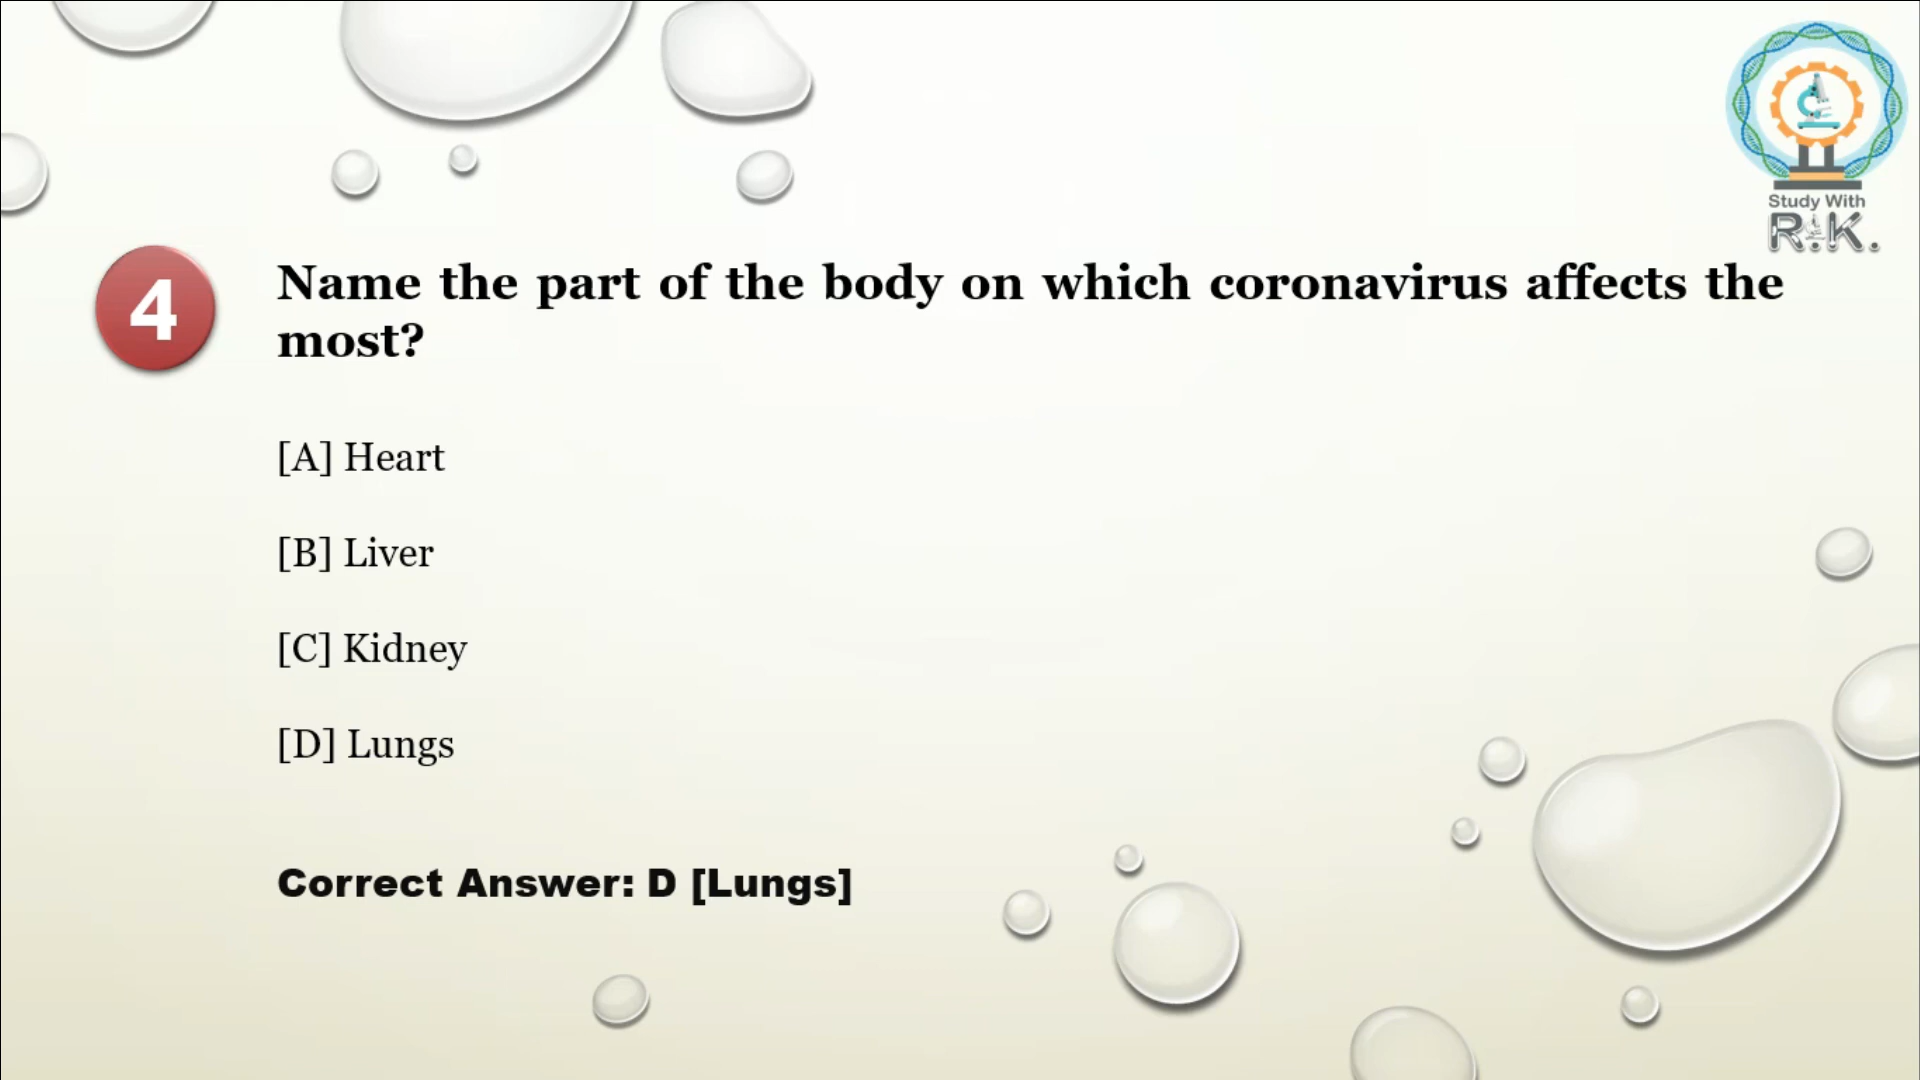 Study With
R.K.
4
Name the part of the body on which coronavirus affects the
most?
[A] Heart
[B] Liver
[C] Kidney
[D] Lungs
Correct Answer: D [Lungs]